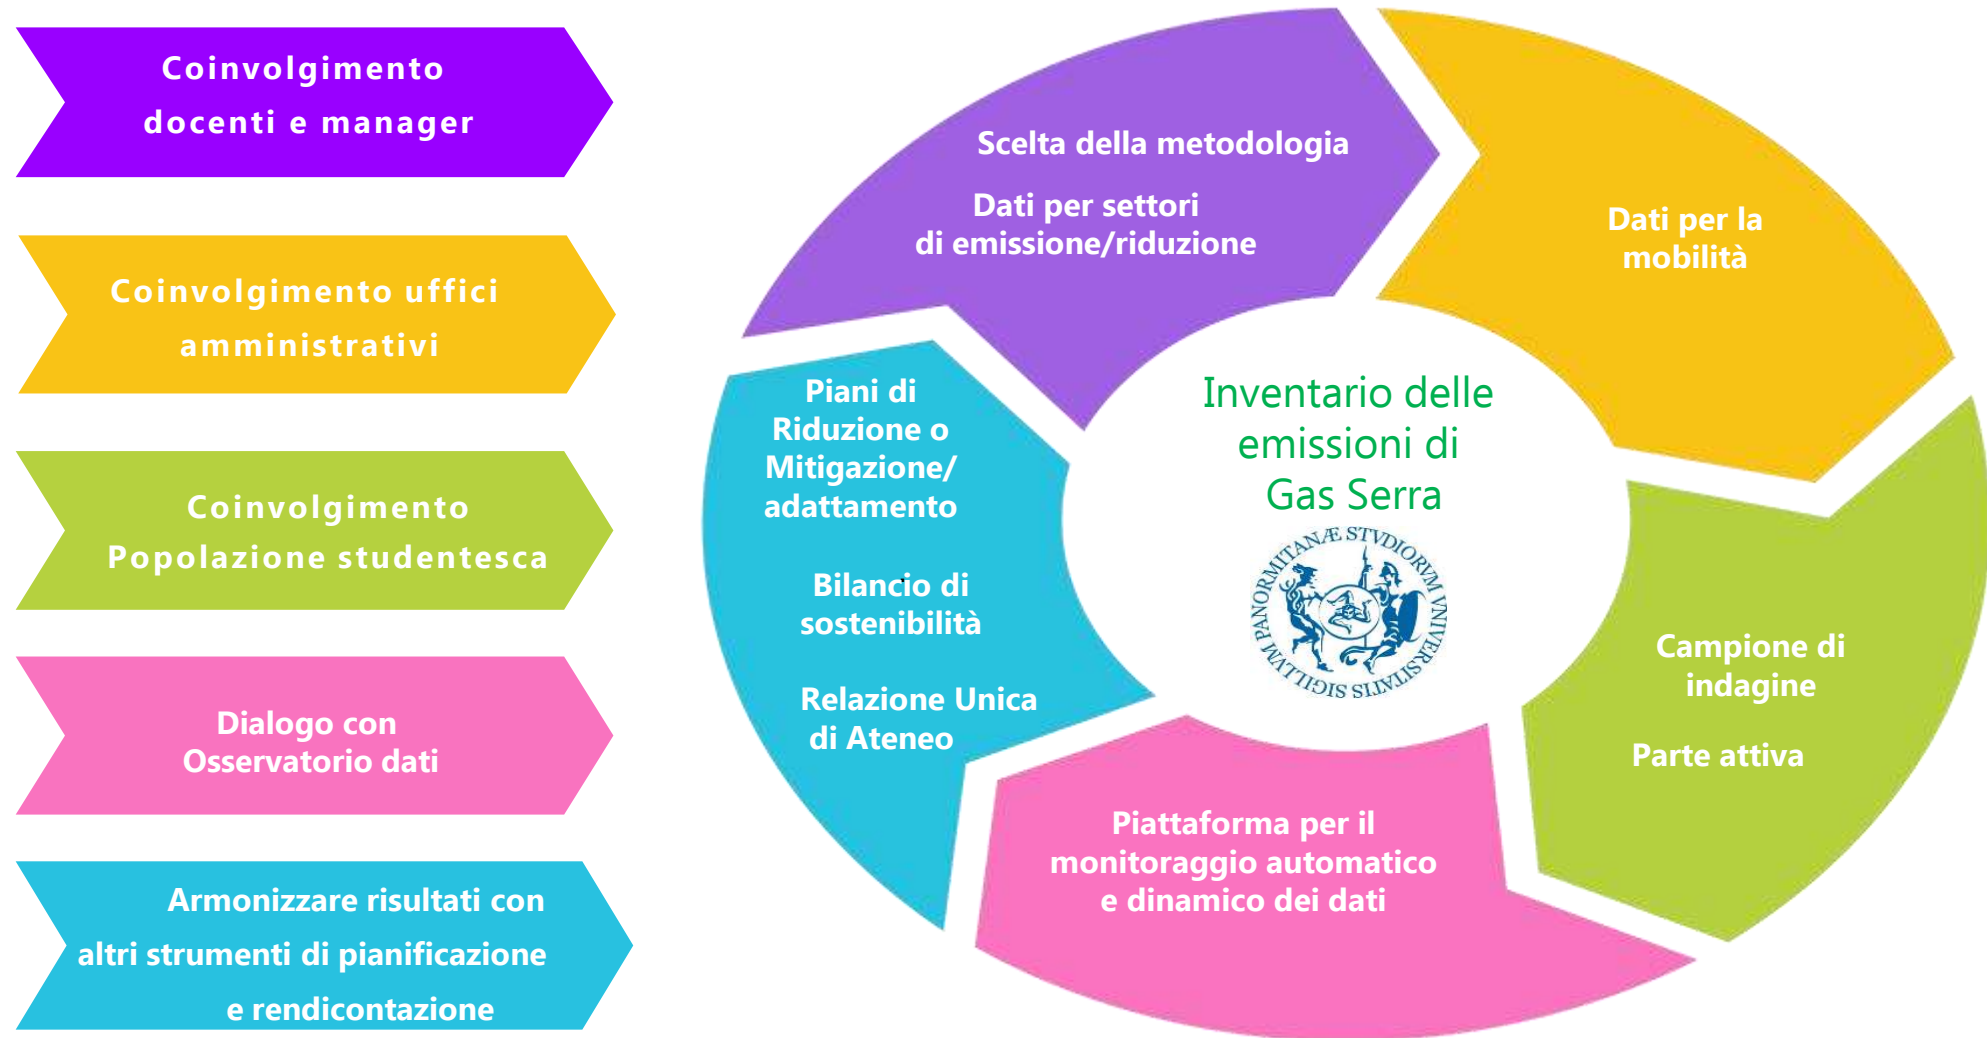 Coinvolgimento
docenti e manager
Coinvolgimento uffici
amministrativi
Coinvolgimento
Popolazione studentesca
Dialogo con
Osservatorio dati
Armonizzare risultati con
altri strumenti di pianificazione
e rendicontazione
Scelta della metodologia
Dati per settori
di emissione/riduzione
Dati per la
mobilità
Campione di
indagine
Parte attiva
Piattaforma per il
monitoraggio automatico
e dinamico dei dati
Piani di
Riduzione o
Mitigazione/
adattamento
Bilancio di
sostenibilità
Relazione Unica
di Ateneo
Inventario delle
emissioni di
Gas Serra
SIGILLVM PANORMITANÆ STVDIORVM VNIVERSITATIS